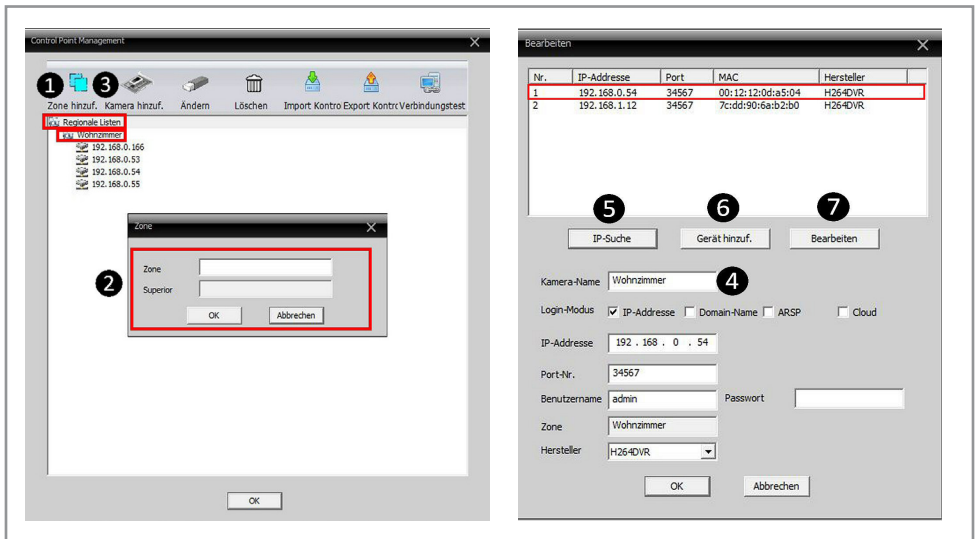 Control Point Management
1 3
Zone hinzuf. Kamera hinzuf. Ändern Löschen Import Kontro Export Kontrc Verbindungstest
Regionale Listen
Wohnzimmer
192.168.0.166
192.168.0.53
192.168.0.54
192.168.0.55
Zone
2
Zone
Superior
OK Abbrechen
OK
Bearbeiten
Nr. IP-Addresse Port MAC Hersteller
1 192.168.0.54 34567 00:12:12:0d:a5:04 H264DVR
2 192.168.1.12 34567 7c:dd:90:6a:b2:b0 H264DVR
5 6 7
IP-Suche Gerät hinzuf. Bearbeiten
Kamera-Name Wohnzimmer 4
Login-Modus IP-Addresse Domain-Name ARSP Cloud
IP-Addresse 192 . 168 . 0 . 54
Port-Nr. 34567
Benutzername admin Passwort
Zone Wohnzimmer
Hersteller H264DVR
OK Abbrechen